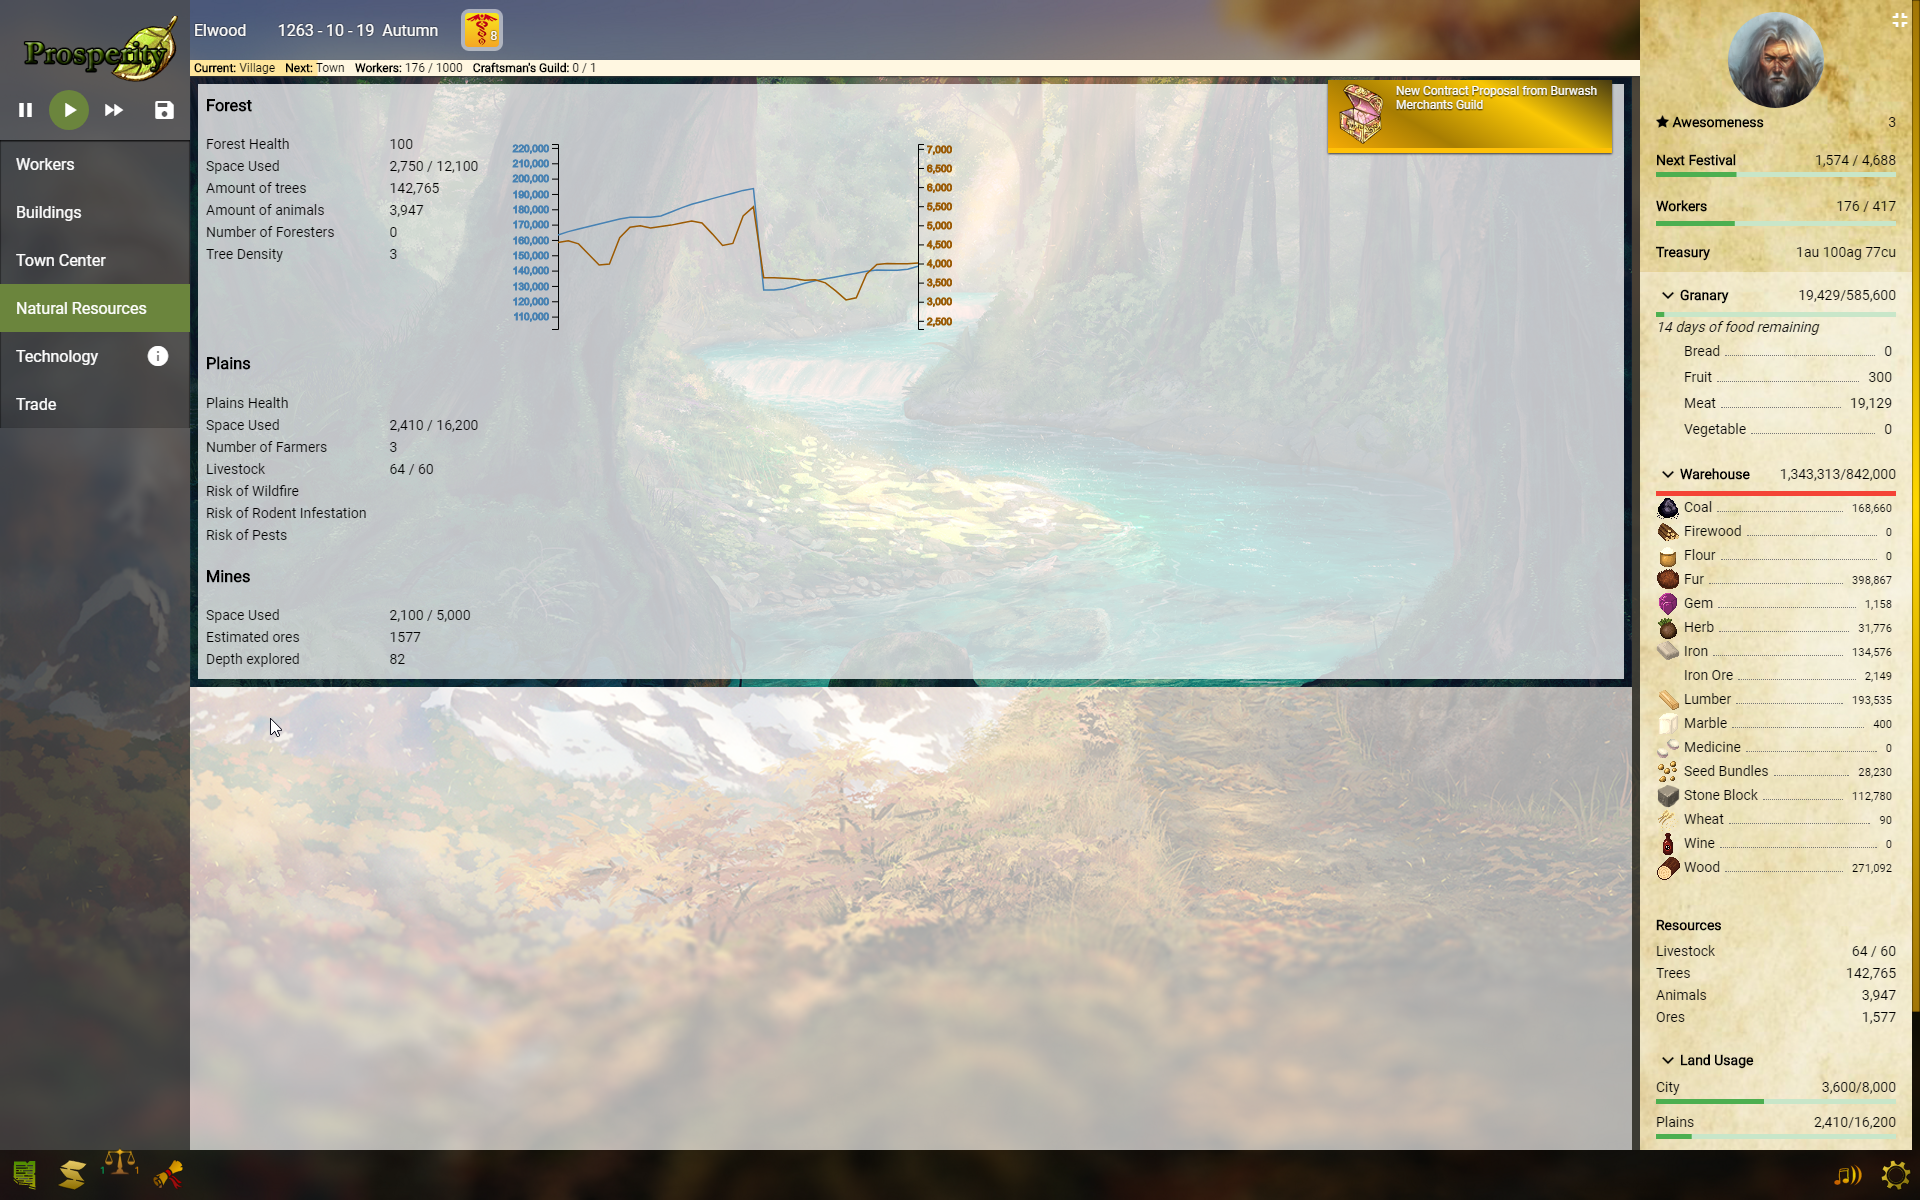 Prosperity
Elwood 1263 - 10 - 19 Autumn 8
Current: Village Next: Town Workers: 176 / 1000 Craftsman's Guild: 0 / 1
Workers
Buildings
Town Center
Natural Resources
Technology i
Trade
Forest
Forest Health 100
Space Used 2,750 / 12,100
Amount of trees 142,765
Amount of animals 3,947
Number of Foresters 0
Tree Density 3
220,000
210,000
200,000
190,000
180,000
170,000
160,000
150,000
140,000
130,000
120,000
110,000
7,000
6,500
6,000
5,500
5,000
4,500
4,000
3,500
3,000
2,500
New Contract Proposal from Burwash
Merchants Guild
Plains
Plains Health
Space Used 2,410 / 16,200
Number of Farmers 3
Livestock 64 / 60
Risk of Wildfire
Risk of Rodent Infestation
Risk of Pests
Mines
Space Used 2,100 / 5,000
Estimated ores 1577
Depth explored 82
Awesomeness 3
Next Festival 1,574 / 4,688
Workers 176 / 417
Treasury 1au 100ag 77cu
Granary 19,429/585,600
14 days of food remaining
Bread 0
Fruit 300
Meat 19,129
Vegetable 0
Warehouse 1,343,313/842,000
Coal 168,660
Firewood 0
Flour 0
Fur 398,867
Gem 1,158
Herb 31,776
Iron 134,576
Iron Ore 2,149
Lumber 193,535
Marble 400
Medicine 0
Seed Bundles 28,230
Stone Block 112,780
Wheat 90
Wine 0
Wood 271,092
Resources
Livestock 64 / 60
Trees 142,765
Animals 3,947
Ores 1,577
Land Usage
City 3,600/8,000
Plains 2,410/16,200
1 1